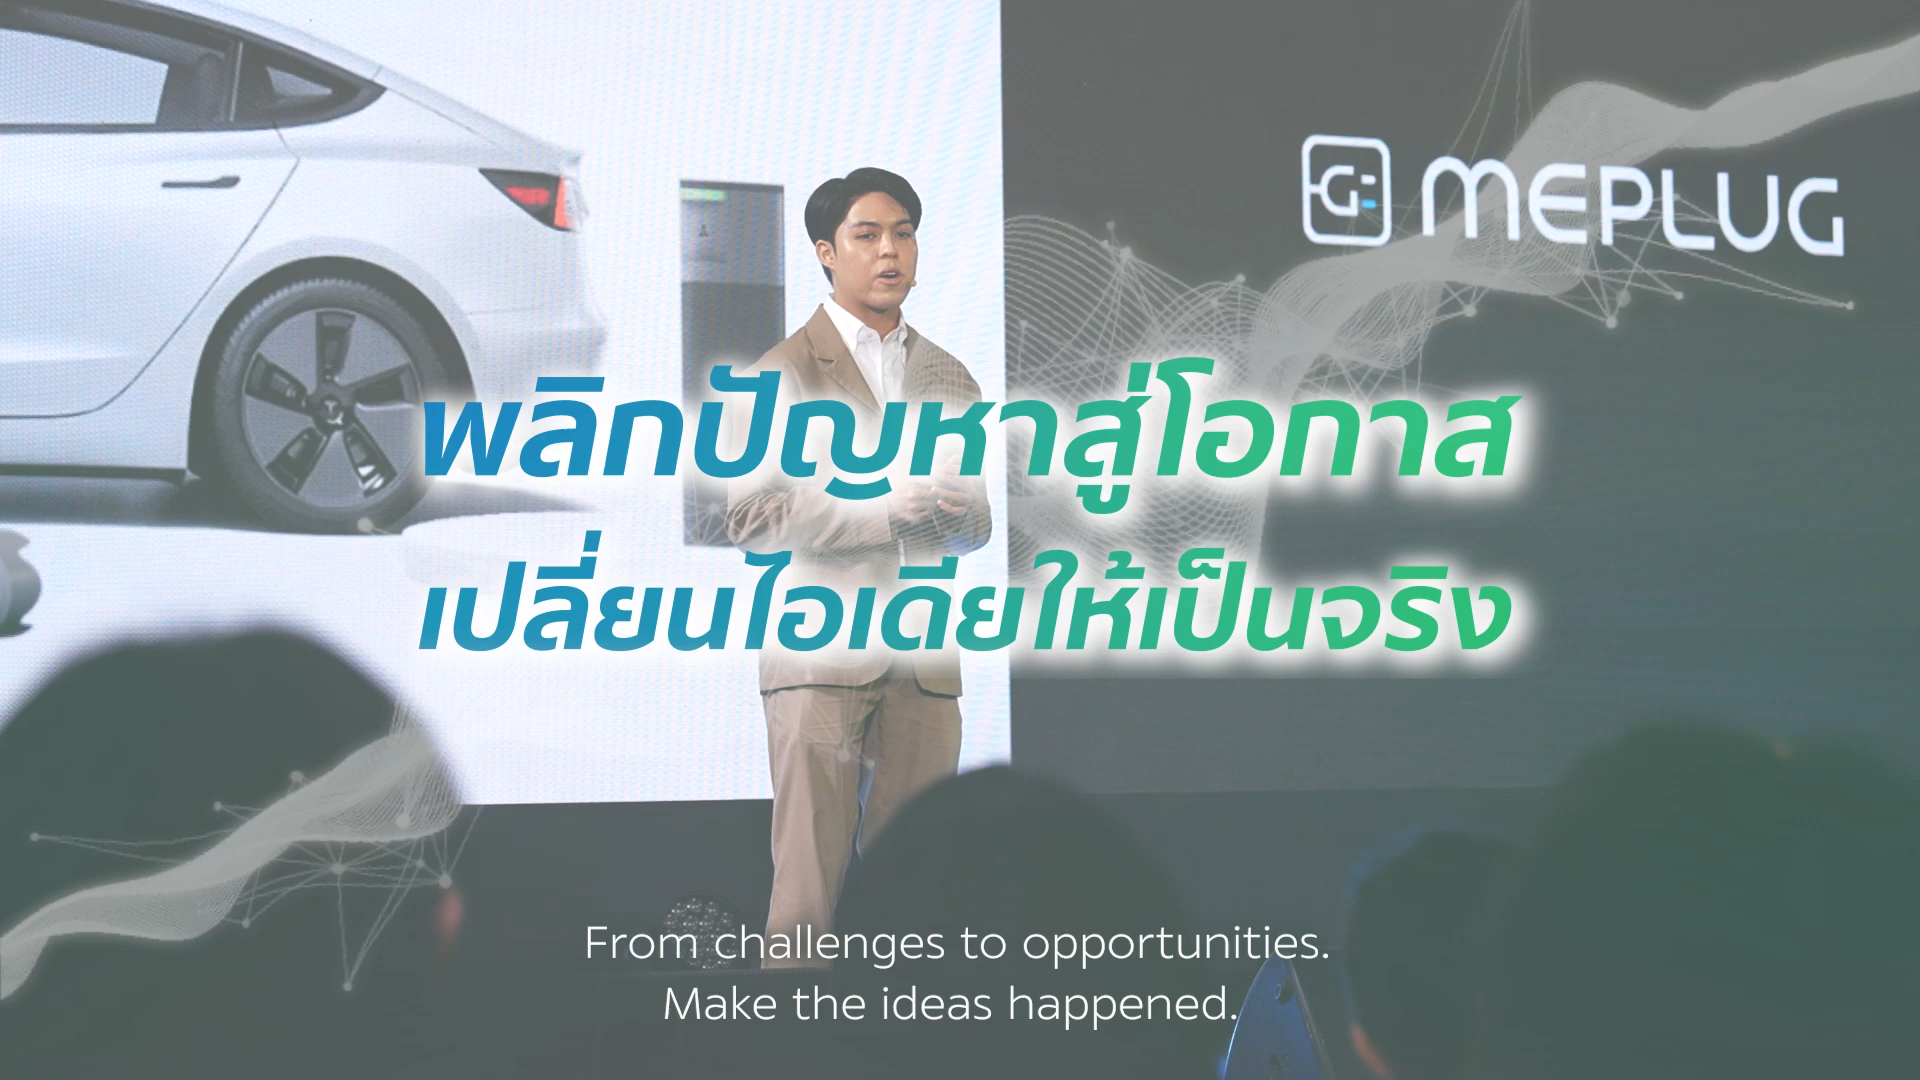 MEPLUG
พลิกปัญหาสู่โอกาส
เปลี่ยนไอเดียให้เป็นจริง
From challenges to opportunities.
Make the ideas happened.